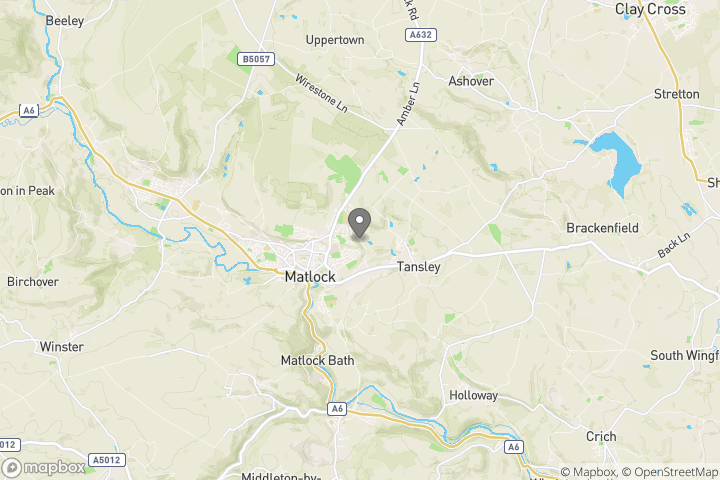 Beeley
Clay Cross
ck Rd
A632
Uppertown
B5057
Ashover
Wirestone Ln
Amber Ln
Stretton
A6
on in Peak
Sh
Brackenfield
Back Ln
Tansley
Matlock
Birchover
Winster
Matlock Bath
South Wingf
Holloway
A6
Crich
A6
5012
A5012
Middleton-by-
mapbox
© Mapbox, © OpenStreetMap